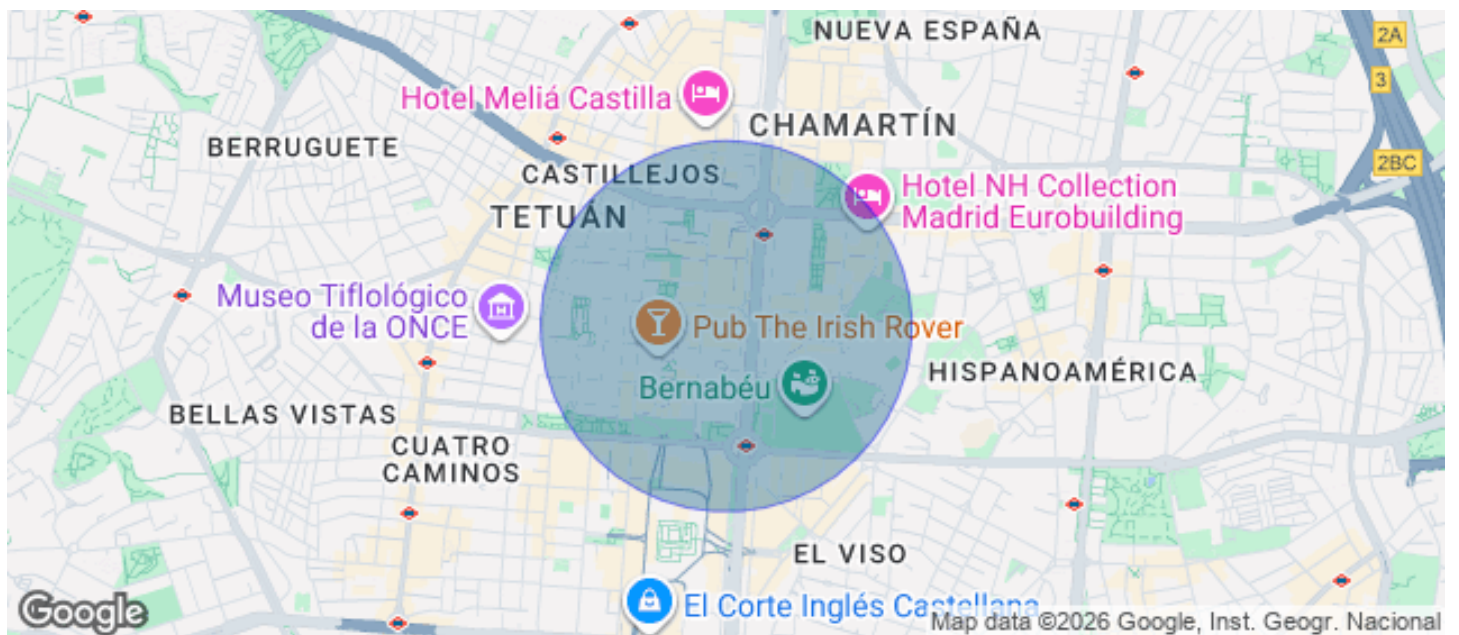 NUEVA ESPAÑA
2A
3
Hotel Meliá Castilla
CHAMARTÍN
BERRUGUETE
2BC
CASTILLEJOS
Hotel NH Collection
Madrid Eurobuilding
TETUÁN
Museo Tiflológico
de la ONCE
Pub The Irish Rover
Bernabéu
HISPANOAMÉRICA
BELLAS VISTAS
CUATRO
CAMINOS
EL VISO
El Corte Inglés Castellana
Google
Map data ©2026 Google, Inst. Geogr. Nacional